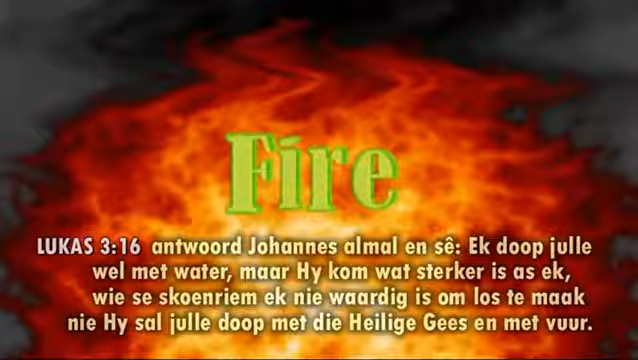 Fire
LUKAS 3:16 antwoord Johannes almal en sê: Ek doop julle
wel met water, maar Hy kom wat sterker is as ek,
wie se skoenriem ek nie waardig is om los te maak
nie Hy sal julle doop met die Heilige Gees en met vuur.